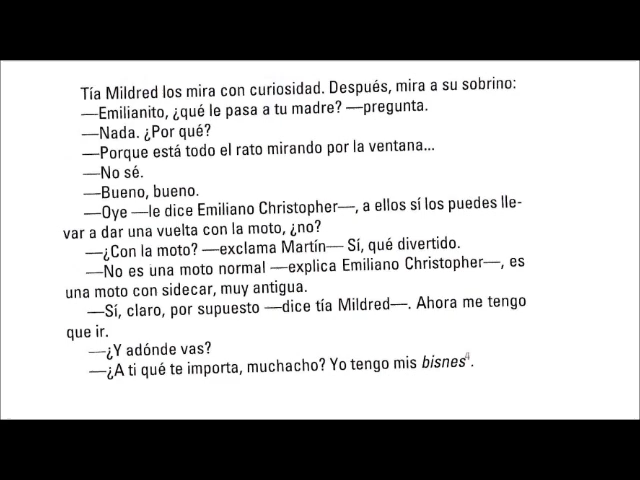 Tía Mildred los mira con curiosidad. Después, mira a su sobrino:
—Emilianito, ¿qué le pasa a tu madre? —pregunta.
—Nada. ¿Por qué?
—Porque está todo el rato mirando por la ventana...
—No sé.
—Bueno, bueno.
—Oye —le dice Emiliano Christopher—, a ellos sí los puedes lle-
var a dar una vuelta con la moto, ¿no?
—¿Con la moto? —exclama Martín— Sí, qué divertido.
—No es una moto normal —explica Emiliano Christopher—, es
una moto con sidecar, muy antigua.
—Sí, claro, por supuesto —dice tía Mildred—. Ahora me tengo
que ir.
—¿Y adónde vas?
—¿A ti qué te importa, muchacho? Yo tengo mis bisnes⁴.